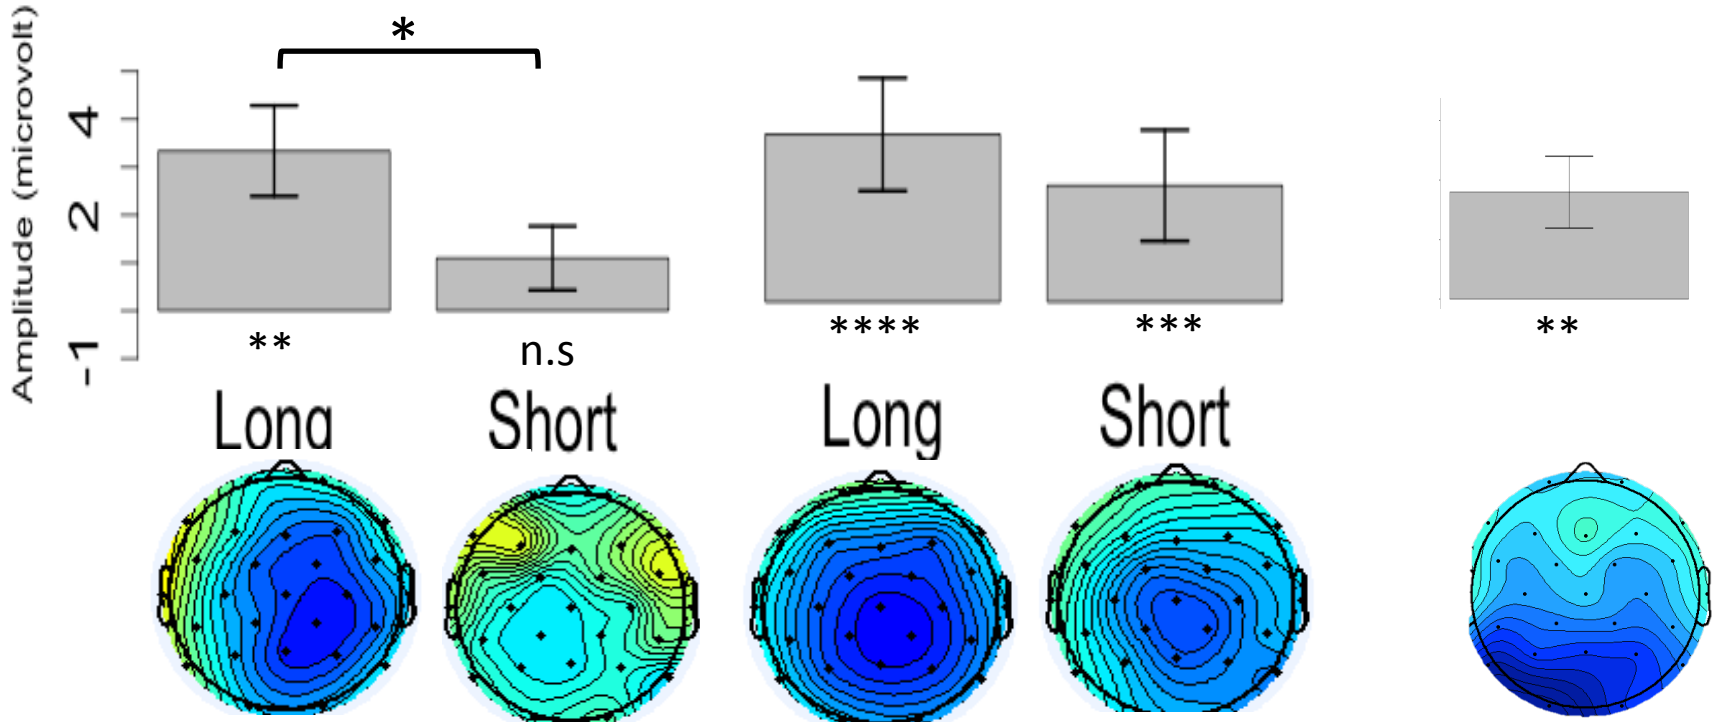 *
Amplitude (microvolt)
4
2
-1
** n.s **** *** **
Long Short Long Short